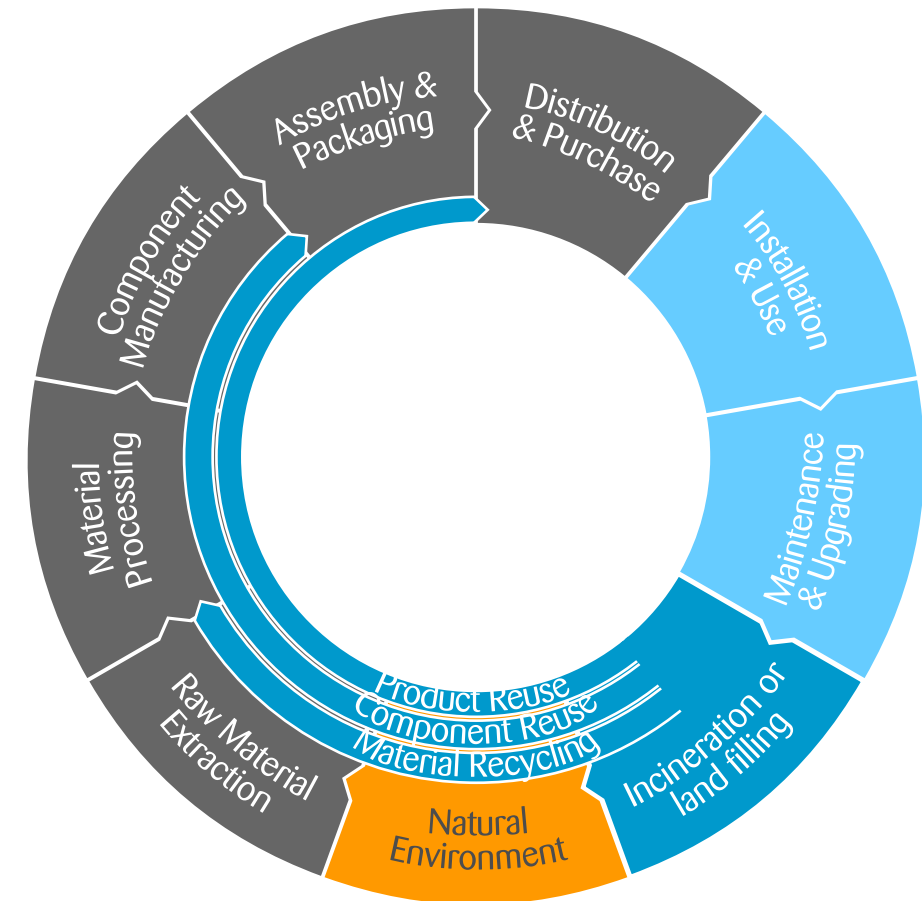 Assembly &
Packaging
Distribution
& Purchase
Installation
& Use
Maintenance
& Upgrading
Incineration or
land filling
Natural
Environment
Raw Material
Extraction
Material
Processing
Component
Manufacturing
Product Reuse
Component Reuse
Material Recycling